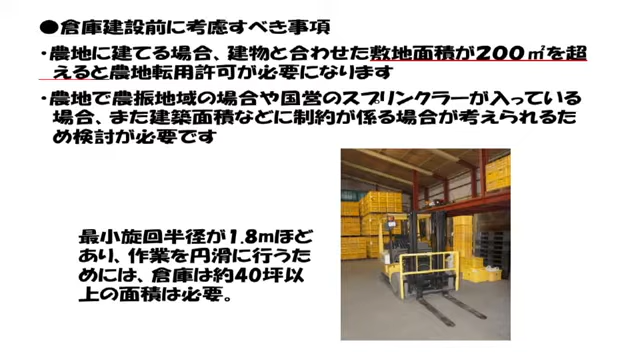 ●倉庫建設前に考慮すべき事項
・農地に建てる場合、建物と合わせた敷地面積が200㎡を超
えると農地転用許可が必要になります
・農地で農振地域の場合や国営のスプリンクラーが入っている
場合、また建築面積などに制約が係る場合が考えられるた
め検討が必要です
最小旋回半径が1.8mほど
あり、作業を円滑に行うた
めには、倉庫は約40坪以
上の面積は必要。